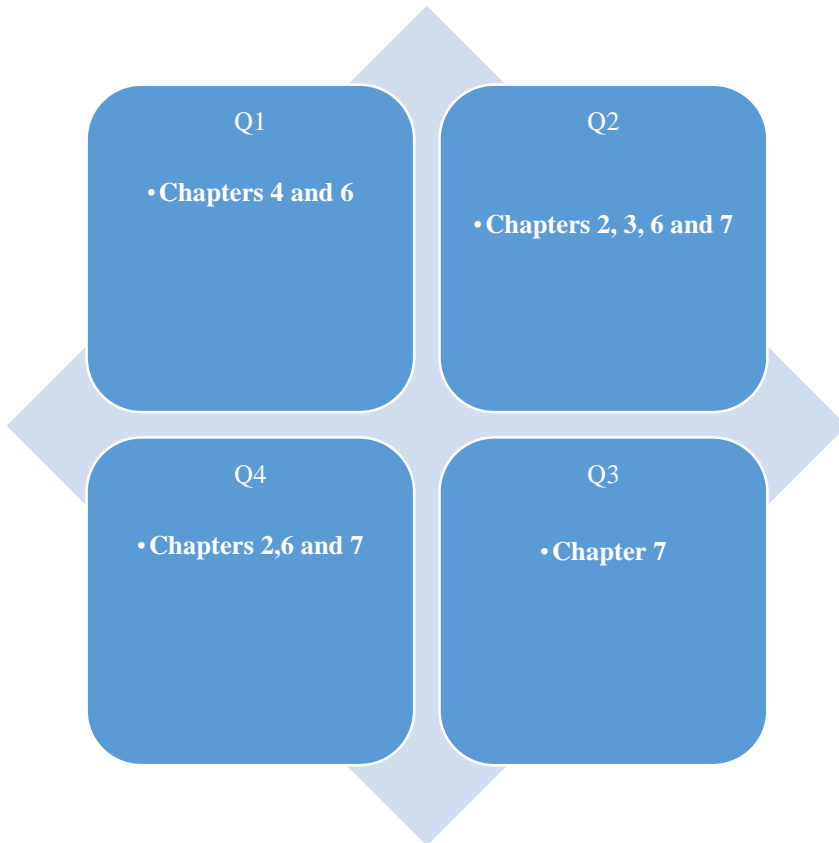 Q1
•Chapters 4 and 6
Q2
•Chapters 2, 3, 6 and 7
Q4
•Chapters 2,6 and 7
Q3
•Chapter 7